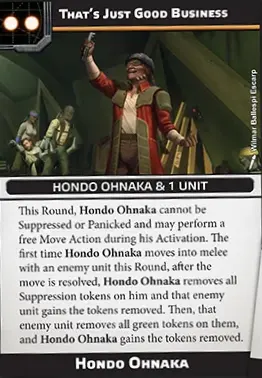 That's Just Good Business
Wilmar Ballespi Escarp
HONDO OHNAKA & 1 UNIT
This Round, Hondo Ohnaka cannot be
Suppressed or Panicked and may perform a
free Move Action during his Activation. The
first time Hondo Ohnaka moves into melee
with an enemy unit this Round, after the
move is resolved, Hondo Ohnaka removes all
Suppression tokens on him and that enemy
unit gains the tokens removed. Then, that
enemy unit removes all green tokens on them,
and Hondo Ohnaka gains the tokens removed.
Hondo Ohnaka